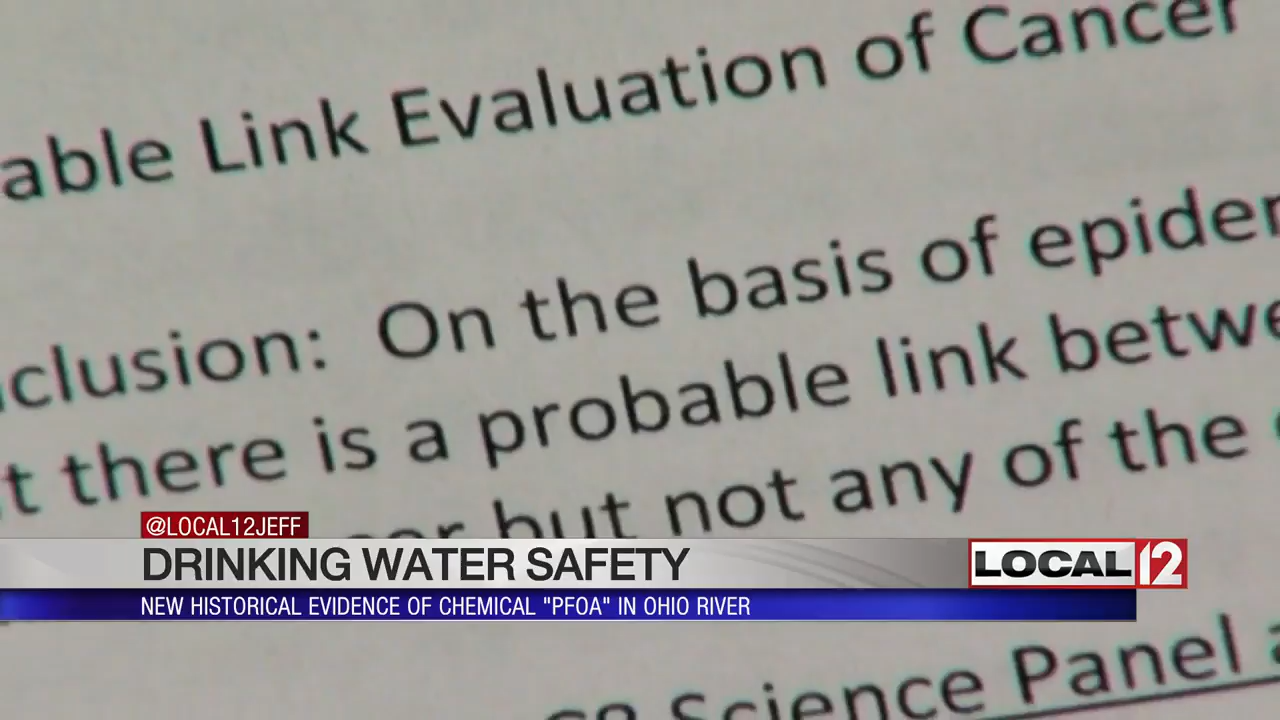 able Link Evaluation of Cancer
clusion: On the basis of epider
t there is a probable link betwe
but not any of the
@LOCAL12JEFF
DRINKING WATER SAFETY
LOCAL 12
NEW HISTORICAL EVIDENCE OF CHEMICAL "PFOA" IN OHIO RIVER
Science Panel